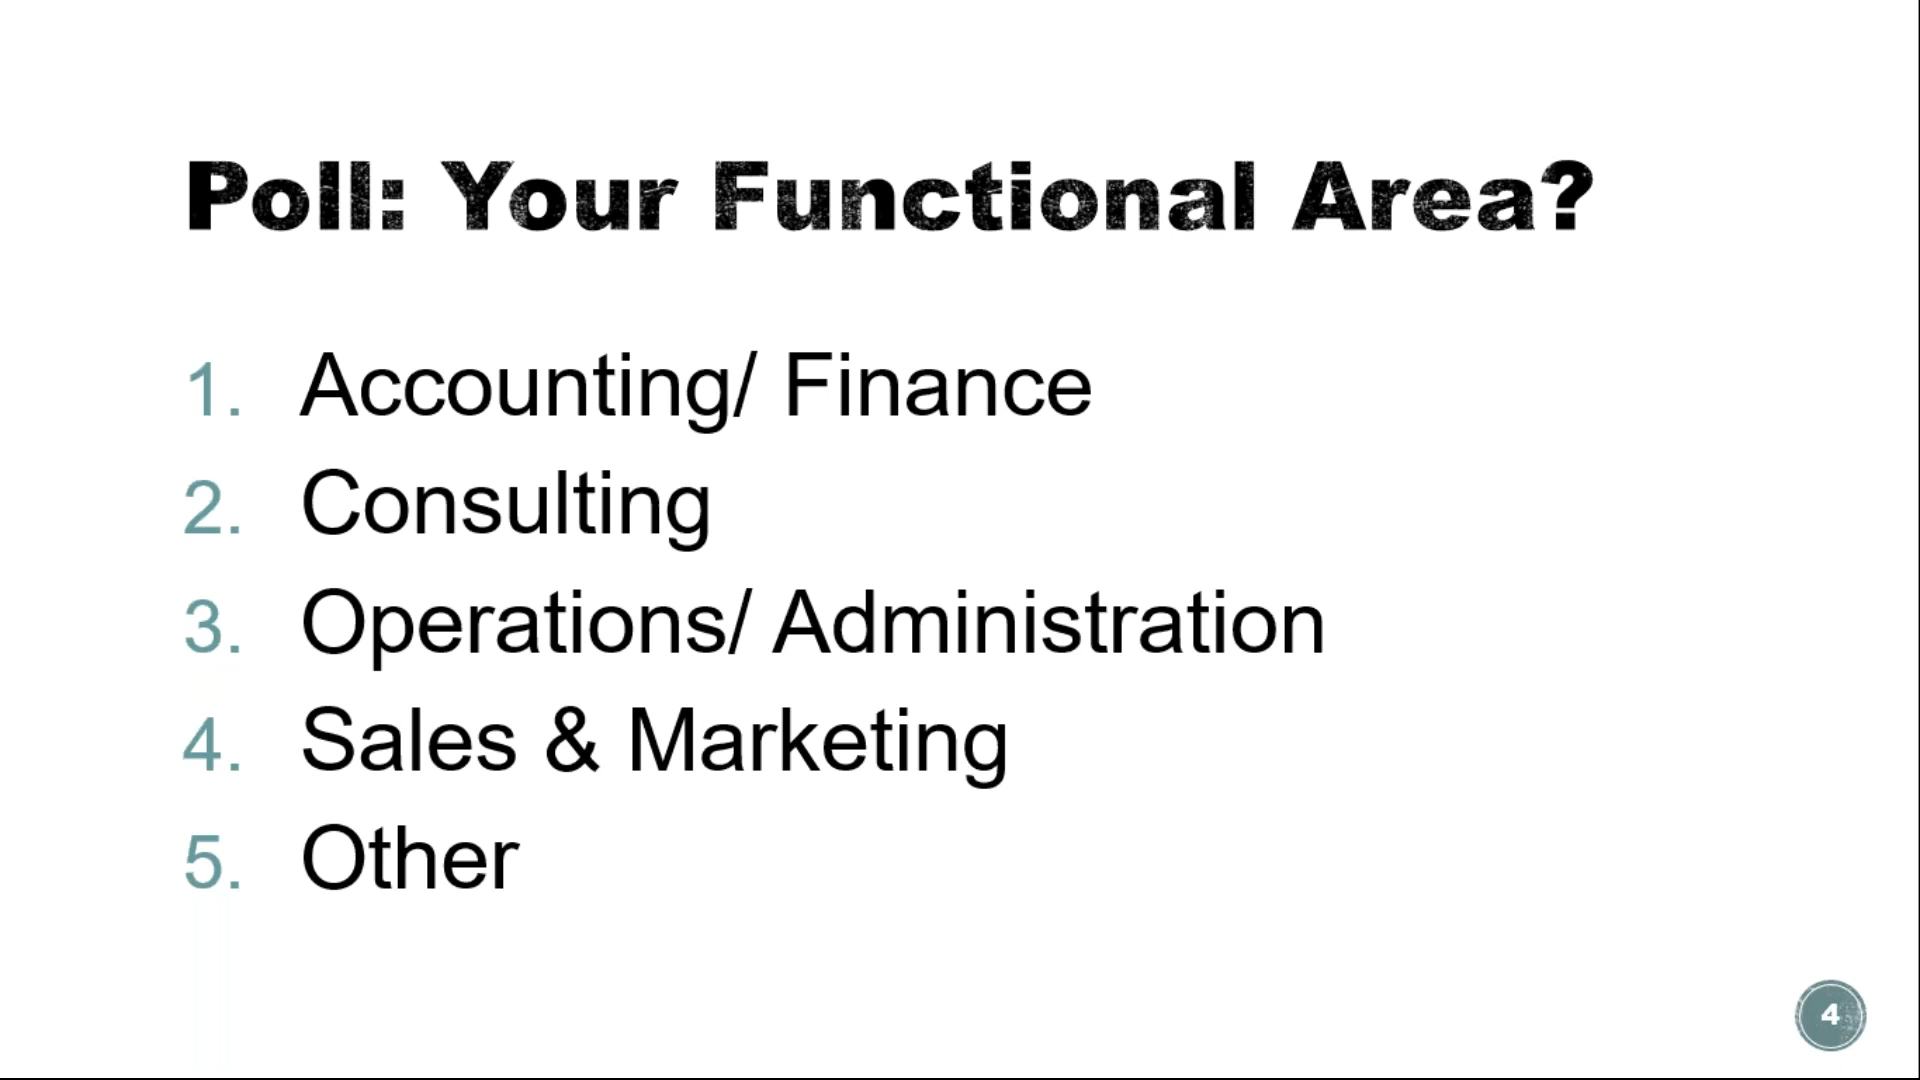 Poll: Your Functional Area?
1. Accounting/ Finance
2. Consulting
3. Operations/ Administration
4. Sales & Marketing
5. Other
4